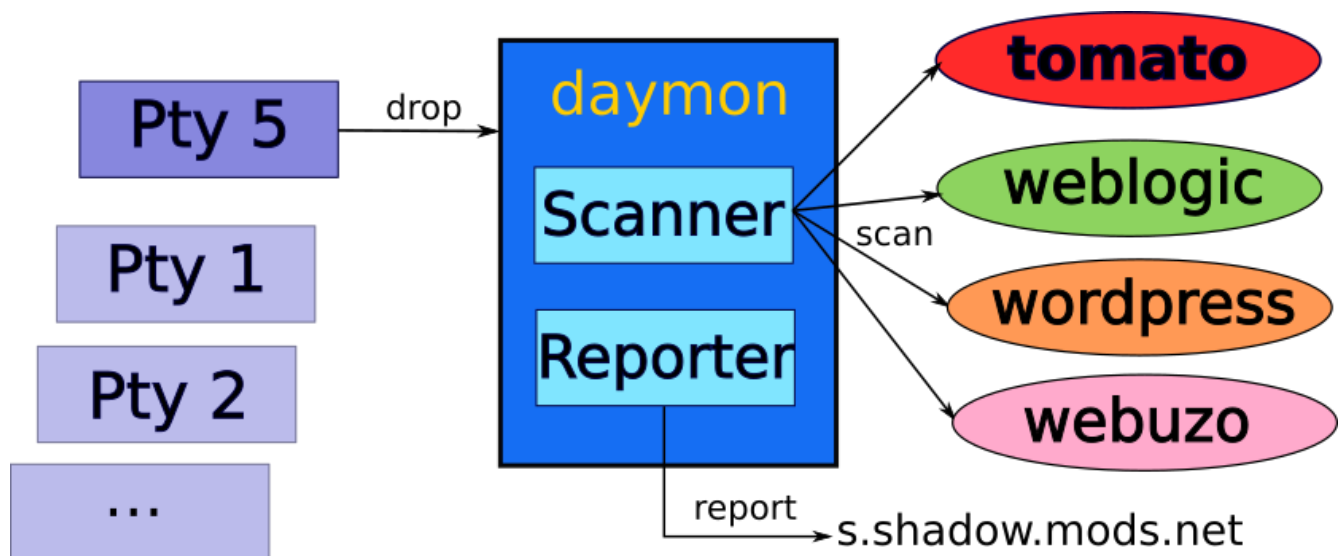 Pty 5
drop
daymon
tomato
Scanner
weblogic
scan
Pty 1
wordpress
Reporter
Pty 2
webuzo
...
report
s.shadow.mods.net